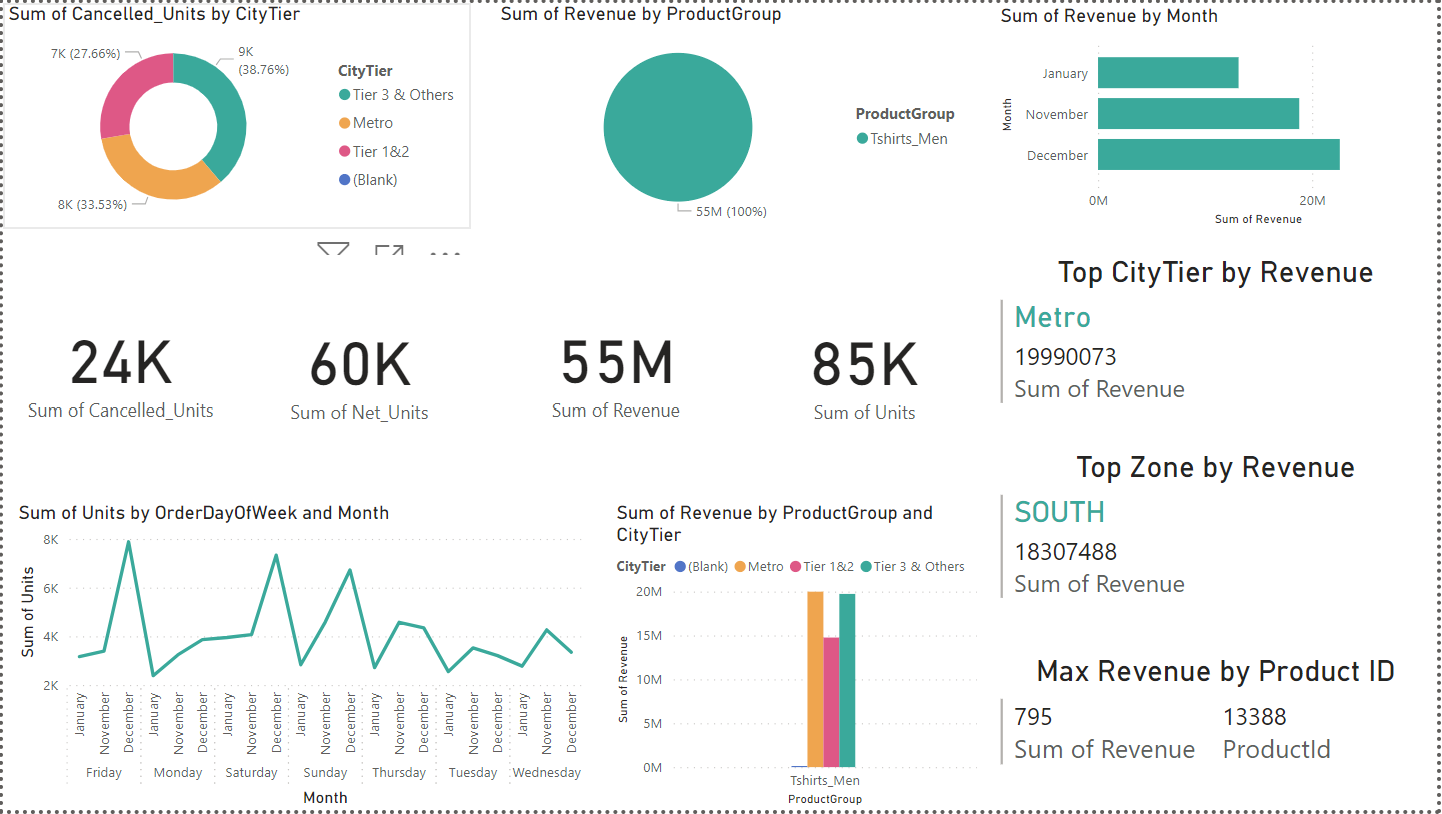 Sum of Cancelled_Units by CityTier
7K (27.66%)
9K
(38.76%)
8K (33.53%)
CityTier
Tier 3 & Others
Metro
Tier 1&2
(Blank)
Sum of Revenue by ProductGroup
55M (100%)
ProductGroup
Tshirts_Men
Sum of Revenue by Month
Month
January
November
December
0M
20M
Sum of Revenue
24K
Sum of Cancelled_Units
60K
Sum of Net_Units
55M
Sum of Revenue
85K
Sum of Units
Top CityTier by Revenue
Metro
19990073
Sum of Revenue
Top Zone by Revenue
SOUTH
18307488
Sum of Revenue
Max Revenue by Product ID
795
Sum of Revenue
13388
ProductId
Sum of Units by OrderDayOfWeek and Month
Sum of Units
8K
6K
4K
2K
January
November
December
January
November
December
January
November
December
January
November
December
January
November
December
January
November
December
January
November
December
Friday
Monday
Saturday
Sunday
Thursday
Tuesday
Wednesday
Month
Sum of Revenue by ProductGroup and
CityTier
CityTier (Blank) Metro Tier 1&2 Tier 3 & Others
Sum of Revenue
20M
15M
10M
5M
0M
Tshirts_Men
ProductGroup